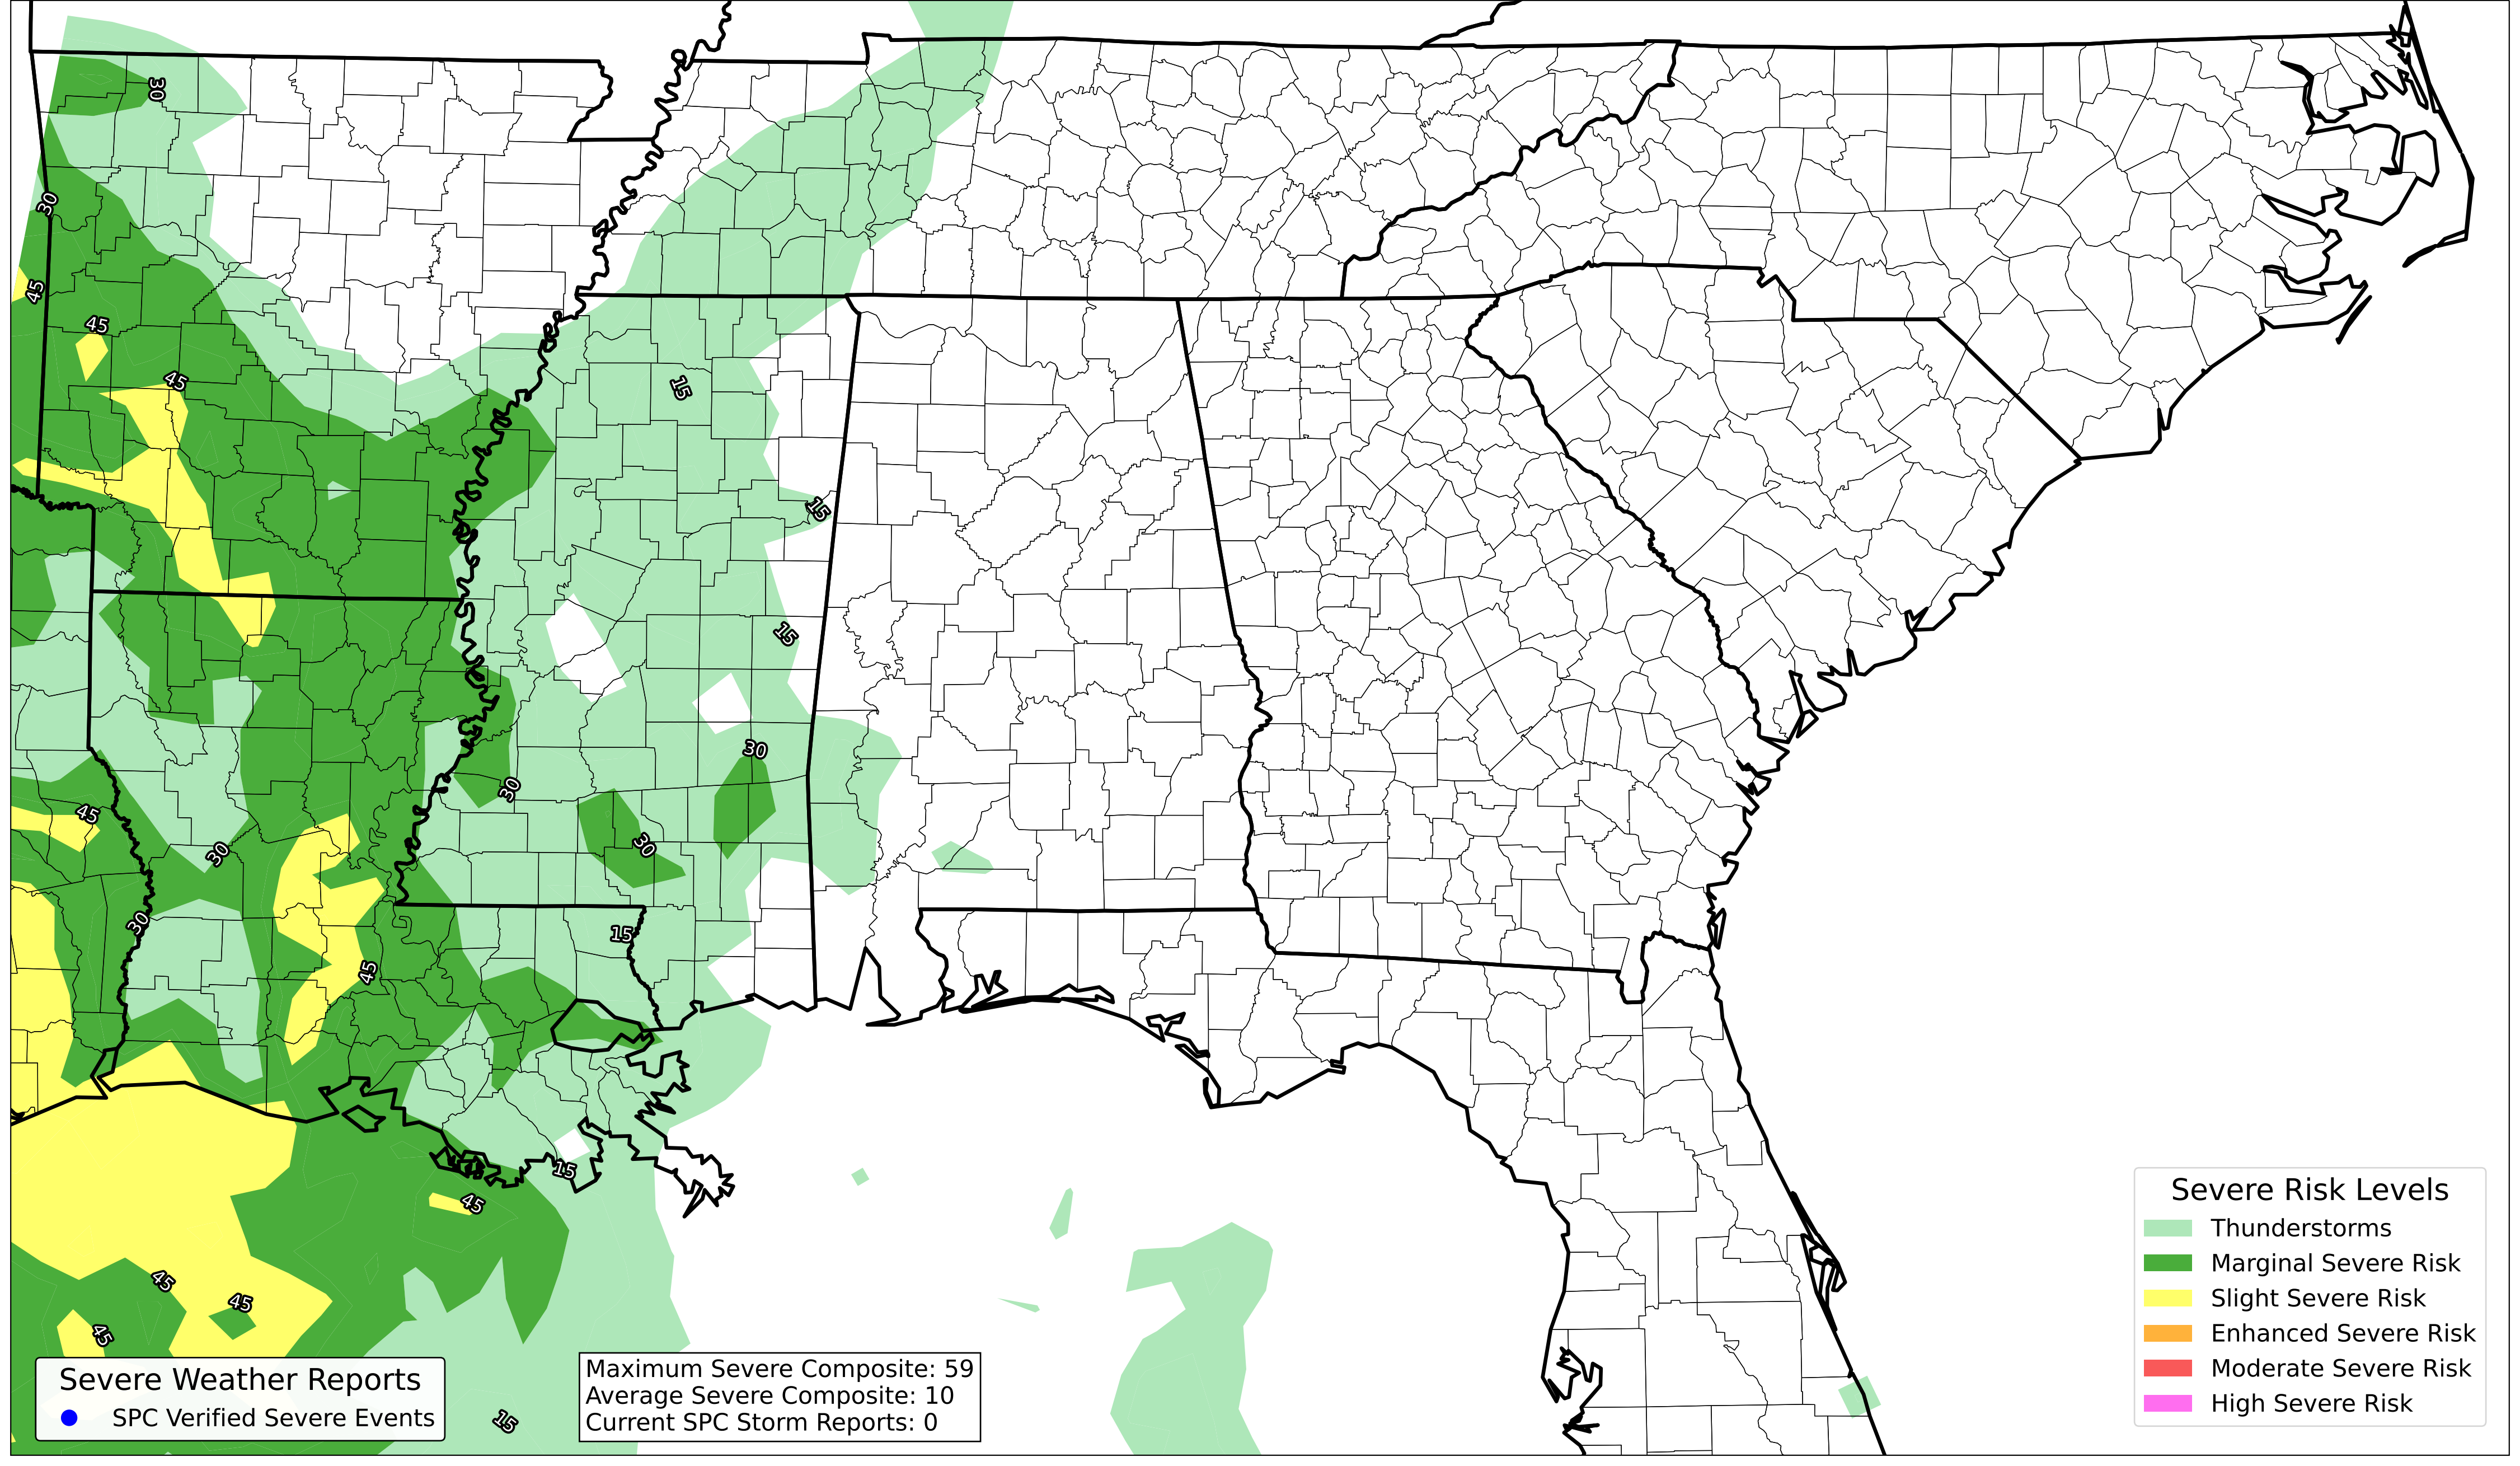 30
30
45
45
45
15
15
15
30
45
30
30
30
30
15
45
15
45
45
45
45
15
Severe Weather Reports
SPC Verified Severe Events
Maximum Severe Composite: 59
Average Severe Composite: 10
Current SPC Storm Reports: 0
Severe Risk Levels
Thunderstorms
Marginal Severe Risk
Slight Severe Risk
Enhanced Severe Risk
Moderate Severe Risk
High Severe Risk